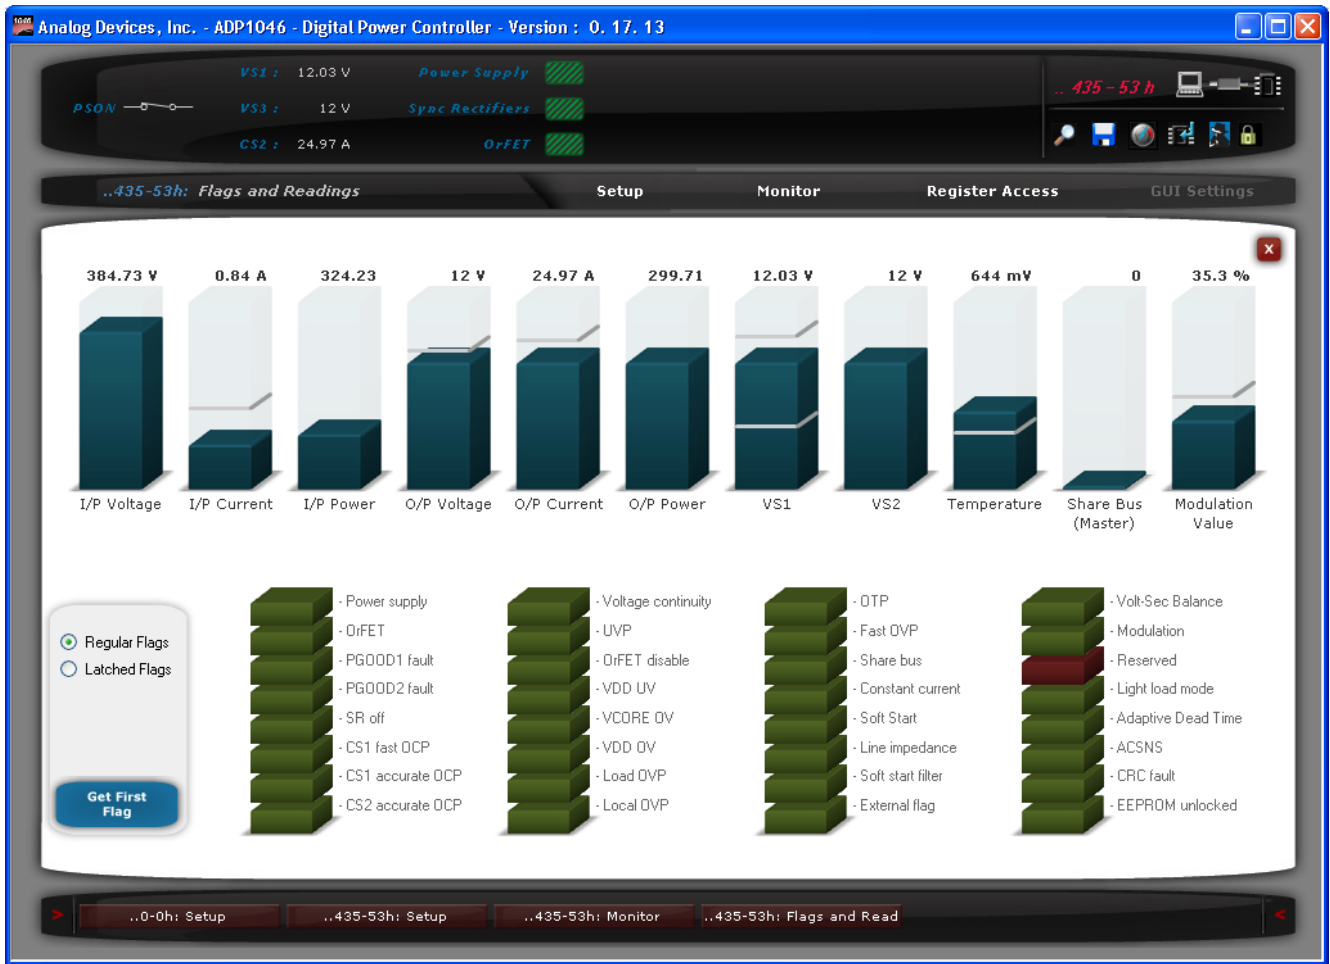 1046 Analog Devices, Inc. - ADP1046 - Digital Power Controller - Version : 0. 17. 13
VS1 : 12.03 V Power Supply
.. 435 - 53 h
PSON VS3 : 12 V Sync Rectifiers
CS2 : 24.97 A OrFET
..435-53h: Flags and Readings Setup Monitor Register Access GUI Settings
X
384.73 V 0.84 A 324.23 12 V 24.97 A 299.71 12.03 V 12 V 644 mV 0 35.3 %
I/P Voltage I/P Current I/P Power O/P Voltage O/P Current O/P Power VS1 VS2 Temperature Share Bus Modulation
(Master) Value
Regular Flags
Latched Flags
Get First
Flag
- Power supply
- OrFET
- PGOOD1 fault
- PGOOD2 fault
- SR off
- CS1 fast OCP
- CS1 accurate OCP
- CS2 accurate OCP
- Voltage continuity
- UVP
- OrFET disable
- VDD UV
- VCORE OV
- VDD OV
- Load OVP
- Local OVP
- OTP
- Fast OVP
- Share bus
- Constant current
- Soft Start
- Line impedance
- Soft start filter
- External flag
- Volt-Sec Balance
- Modulation
- Reserved
- Light load mode
- Adaptive Dead Time
- ACSNS
- CRC fault
- EEPROM unlocked
> ..0-0h: Setup ..435-53h: Setup ..435-53h: Monitor ..435-53h: Flags and Read <